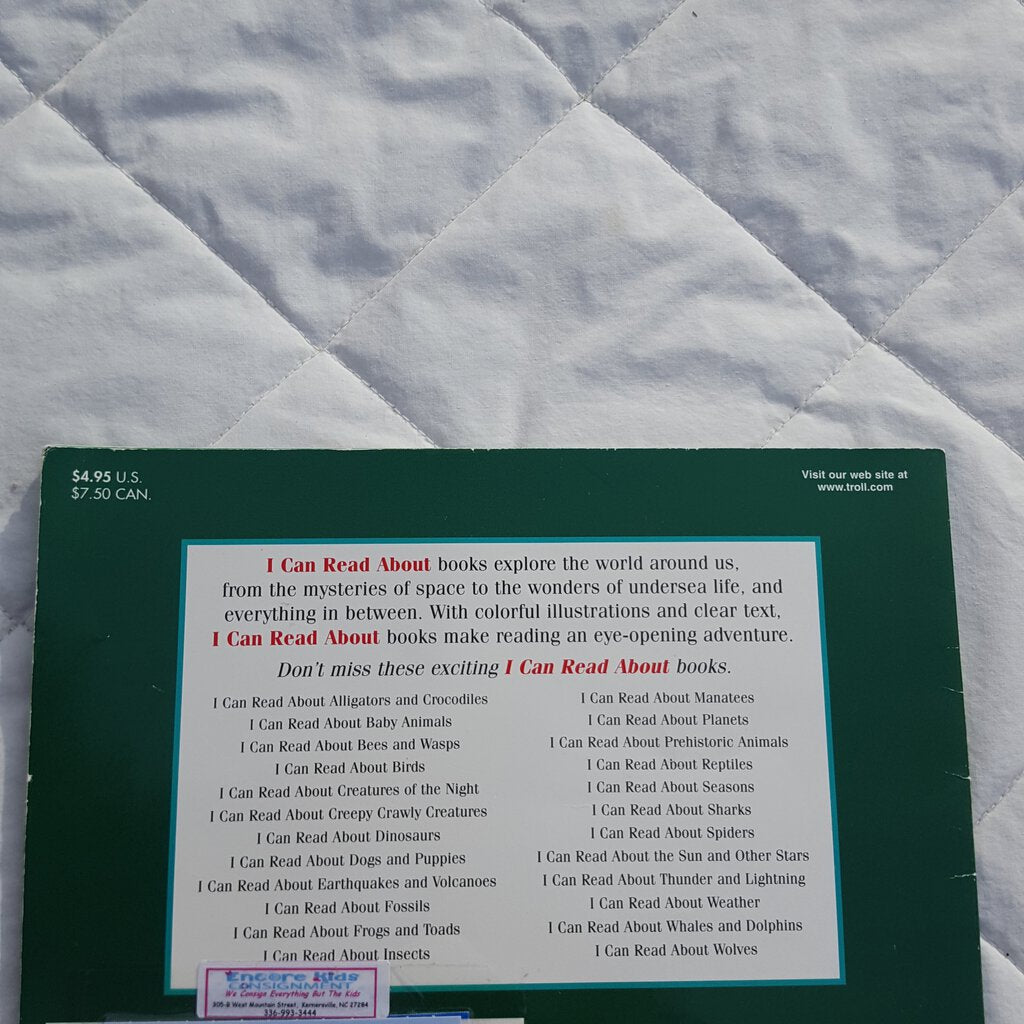 $4.95 U.S.
$7.50 CAN.
Visit our web site at
www.troll.com
I Can Read About books explore the world around us,
from the mysteries of space to the wonders of undersea life, and
everything in between. With colorful illustrations and clear text,
I Can Read About books make reading an eye-opening adventure.
Don't miss these exciting I Can Read About books.
I Can Read About Alligators and Crocodiles
I Can Read About Baby Animals
I Can Read About Bees and Wasps
I Can Read About Birds
I Can Read About Creatures of the Night
I Can Read About Creepy Crawly Creatures
I Can Read About Dinosaurs
I Can Read About Dogs and Puppies
I Can Read About Earthquakes and Volcanoes
I Can Read About Fossils
I Can Read About Frogs and Toads
I Can Read About Insects
I Can Read About Manatees
I Can Read About Planets
I Can Read About Prehistoric Animals
I Can Read About Reptiles
I Can Read About Seasons
I Can Read About Sharks
I Can Read About Spiders
I Can Read About the Sun and Other Stars
I Can Read About Thunder and Lightning
I Can Read About Weather
I Can Read About Whales and Dolphins
I Can Read About Wolves
Encore Kids
CONSIGNMENT
We Consign Everything But The Kids
305-B West Mountain Street, Kernersville, NC 27284
336-993-3444